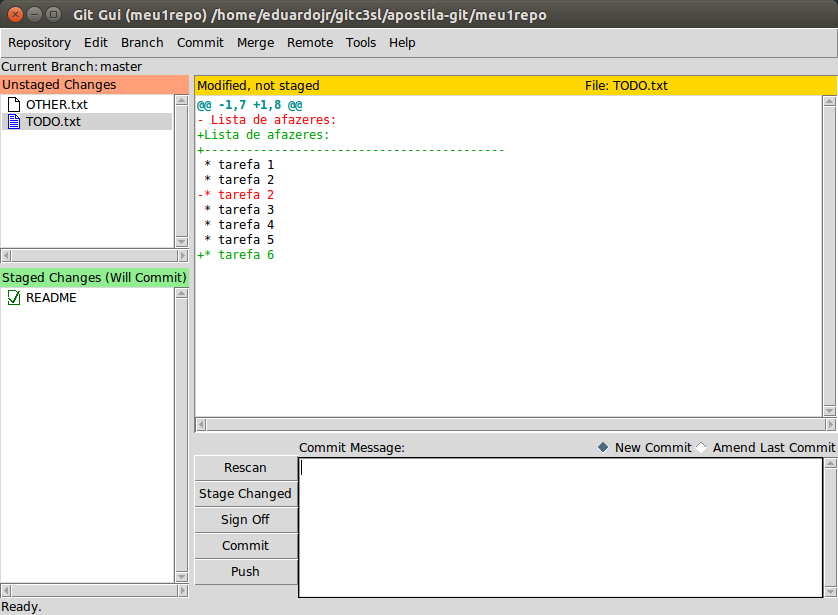 Git Gui (meu1repo) /home/eduardojr/gitc3sl/apostila-git/meu1repo
Repository Edit Branch Commit Merge Remote Tools Help
Current Branch: master
Unstaged Changes
OTHER.txt
TODO.txt
Staged Changes (Will Commit)
README
Modified, not staged File: TODO.txt
@@ -1,7 +1,8 @@
- Lista de afazeres:
+Lista de afazeres:
+-----------------------------------------
* tarefa 1
* tarefa 2
-* tarefa 2
* tarefa 3
* tarefa 4
* tarefa 5
+* tarefa 6
Commit Message: New Commit Amend Last Commit
Rescan
Stage Changed
Sign Off
Commit
Push
Ready.